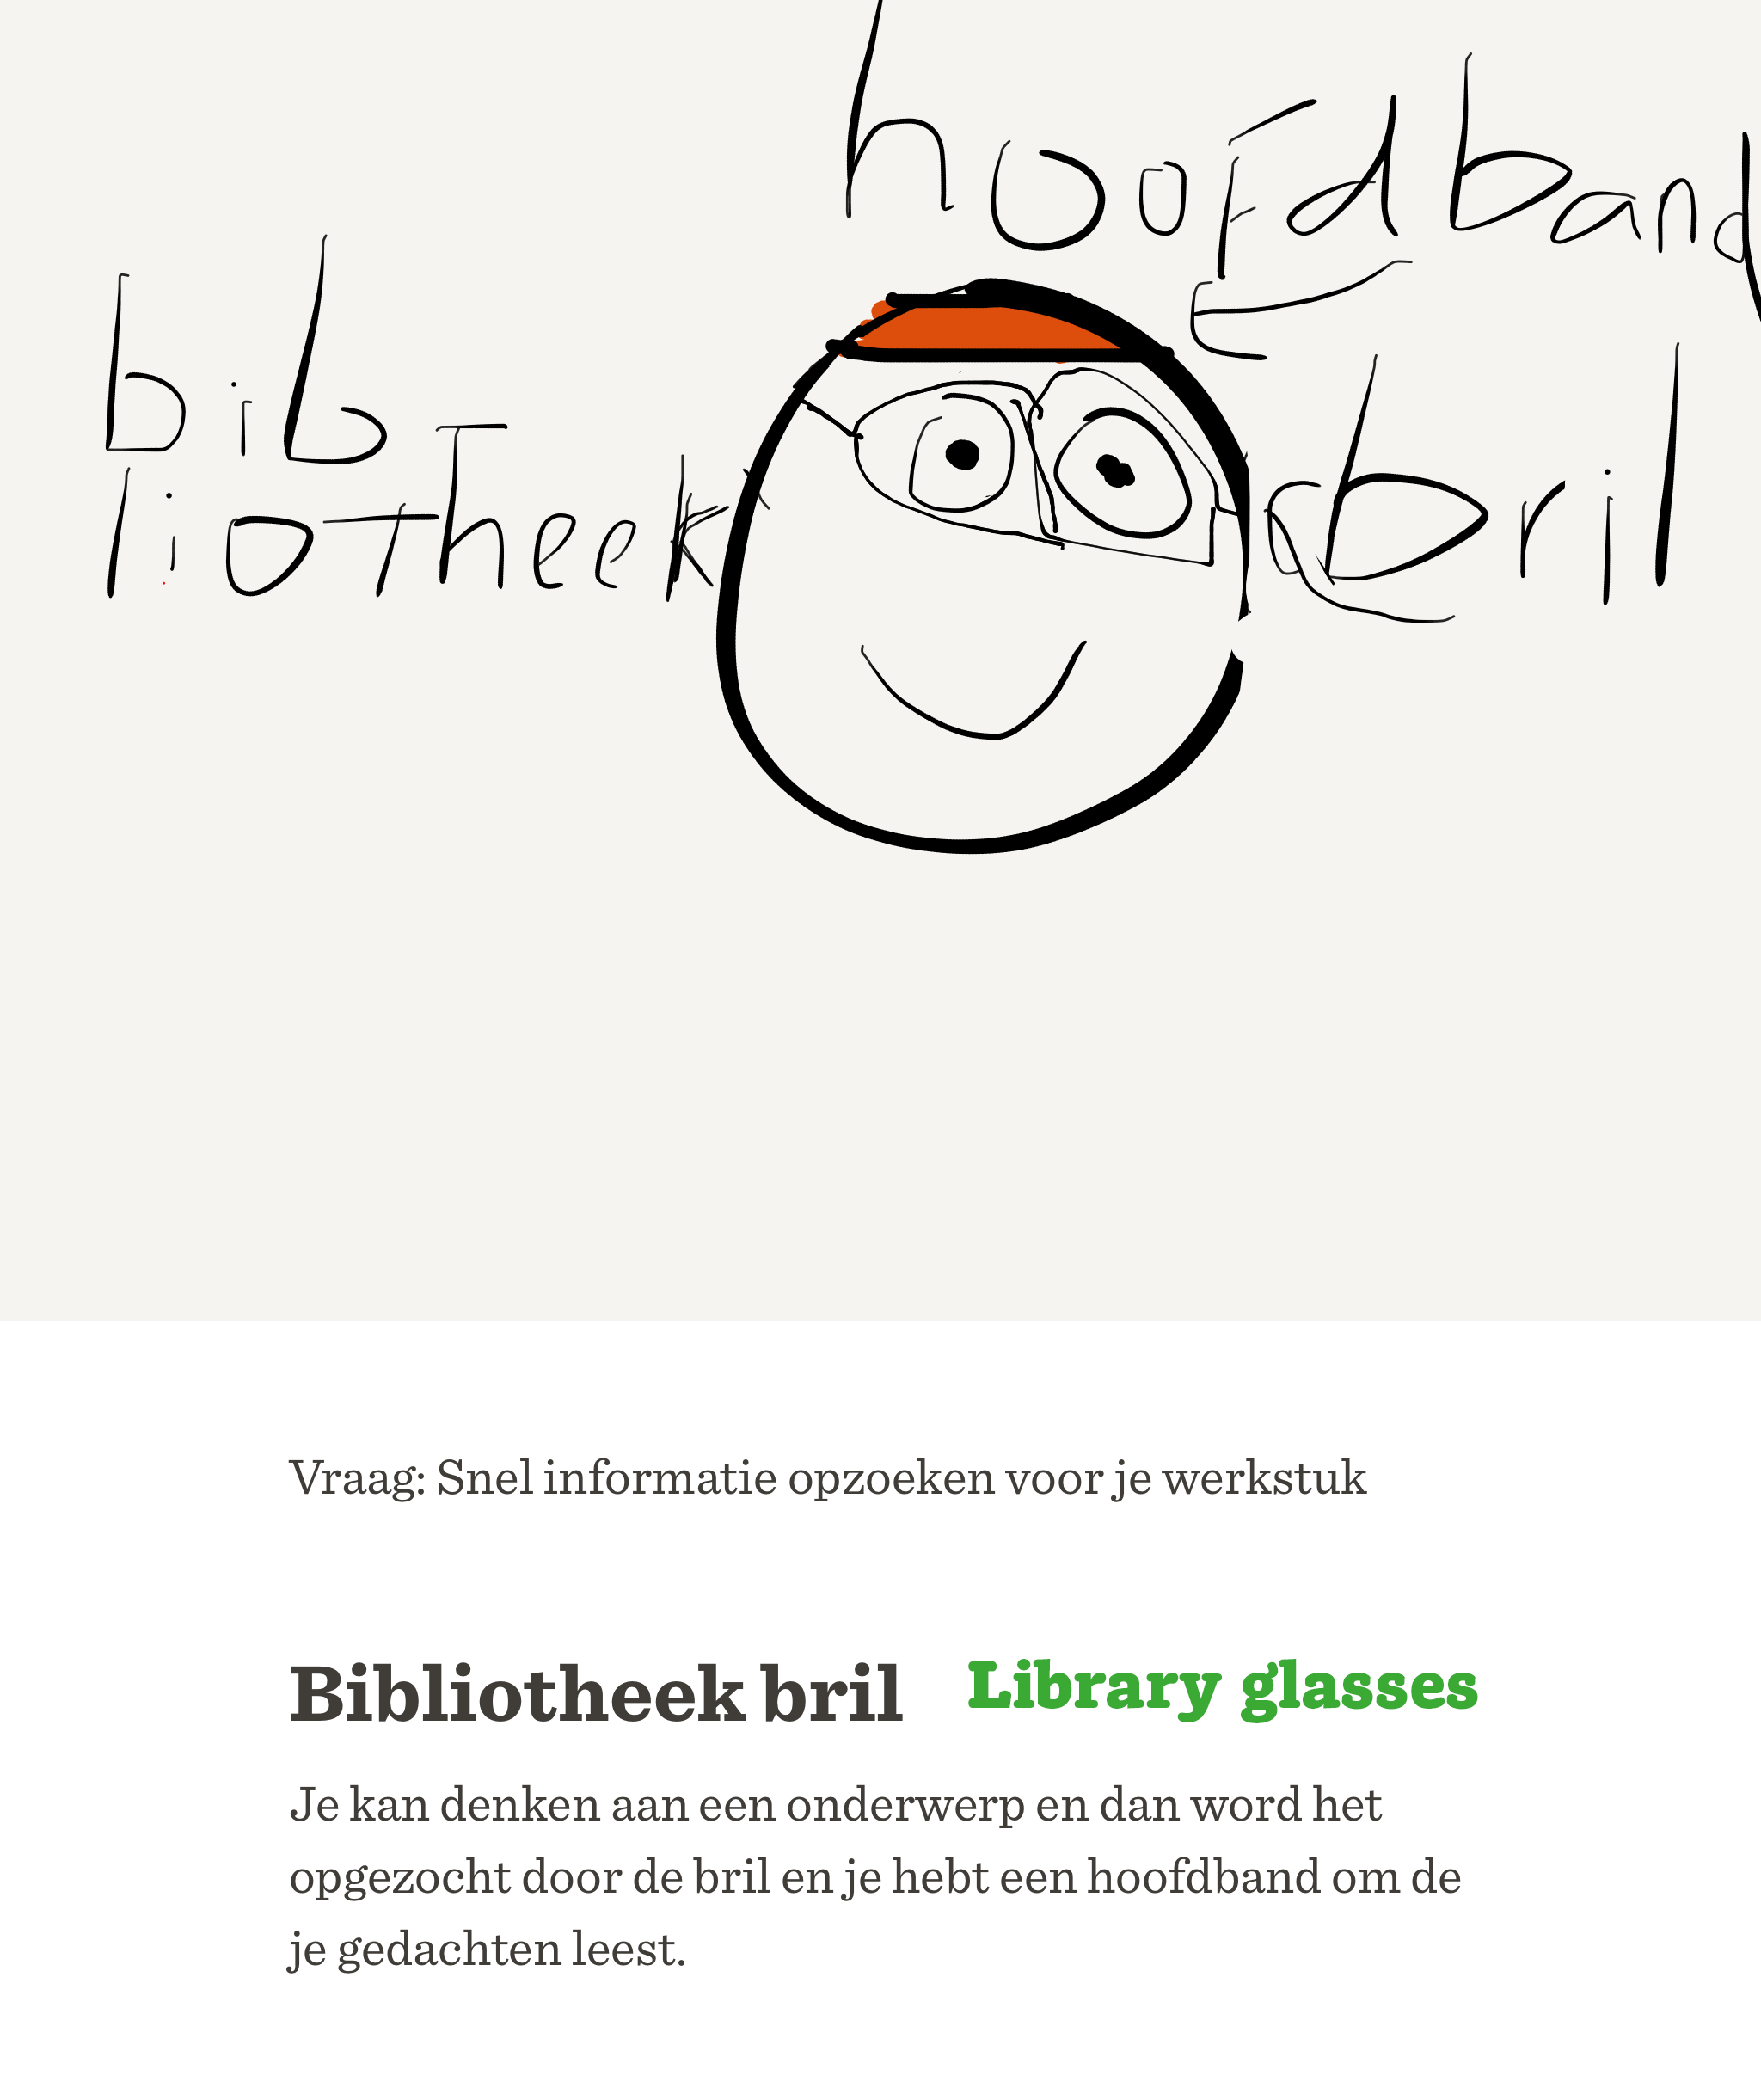 hoofdband
bib
liotheek
bril
Vraag: Snel informatie opzoeken voor je werkstuk
Bibliotheek bril Library glasses
Je kan denken aan een onderwerp en dan word het
opgezocht door de bril en je hebt een hoofdband om de
je gedachten leest.